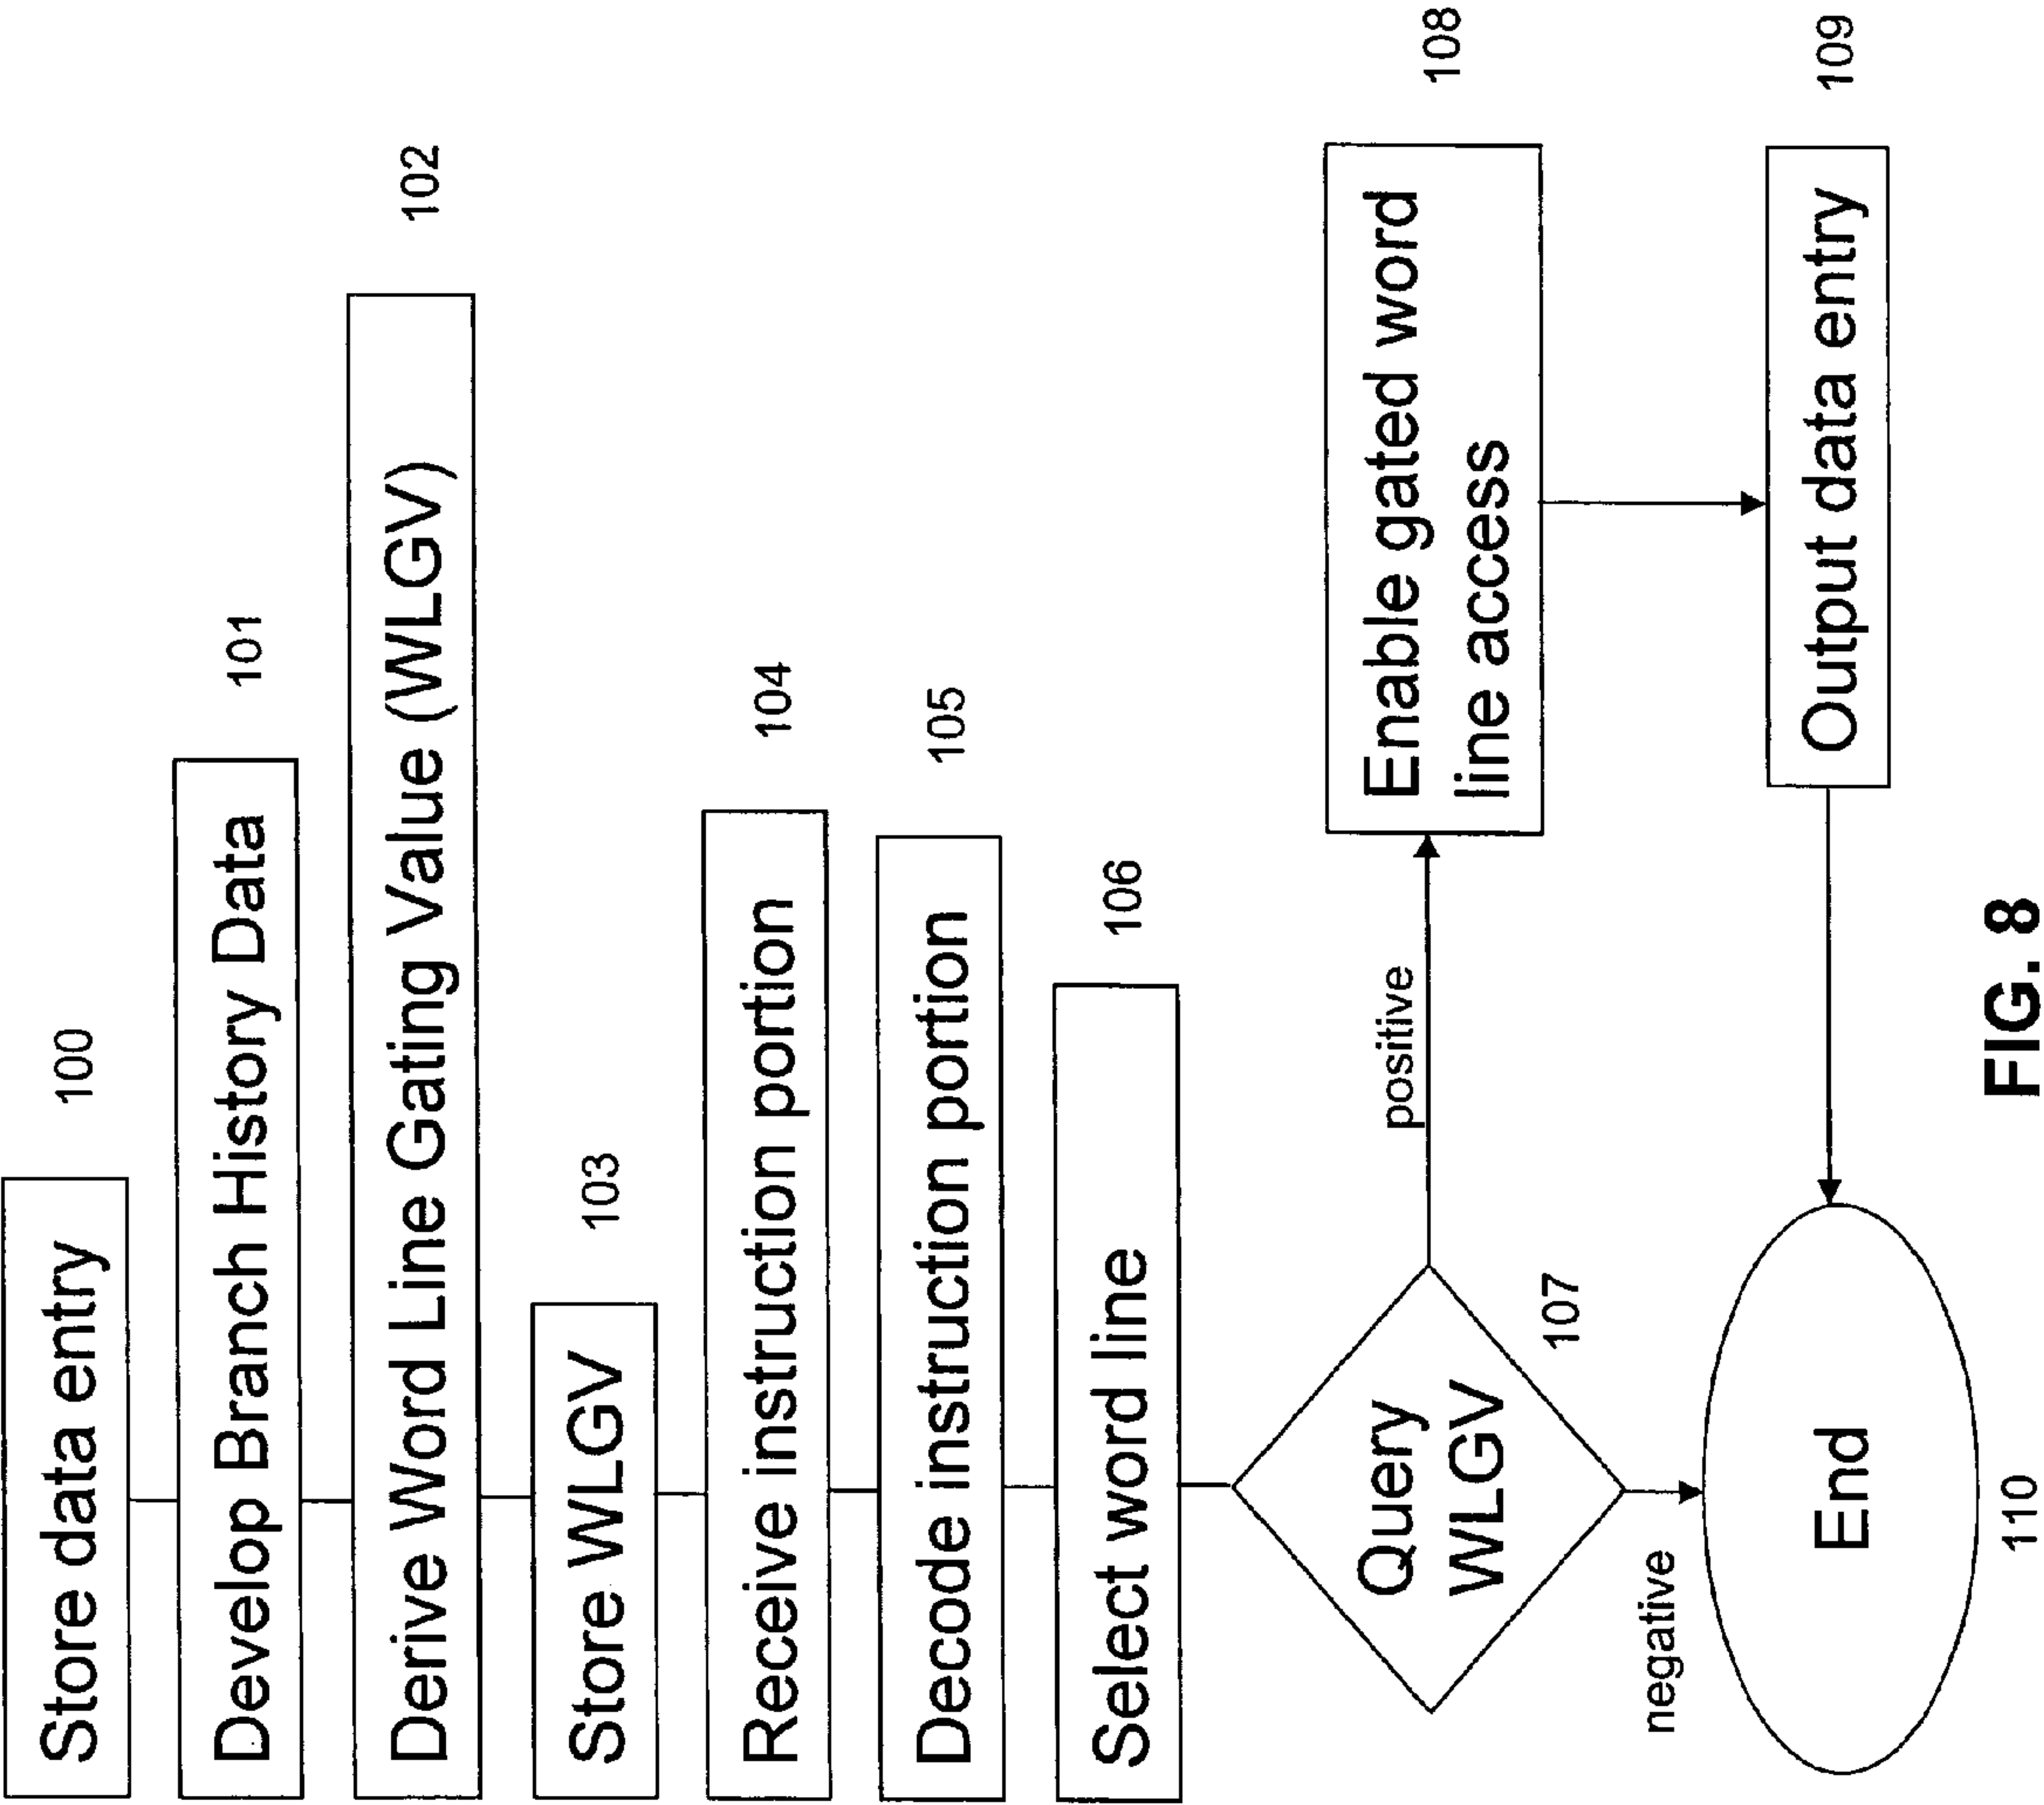 Store data entry
100
Develop Branch History Data
101
Derive Word Line Gating Value (WLGV)
102
Store WLGV
103
Receive instruction portion
104
Decode instruction portion
105
Select word line
106
Query
WLGV
107
positive
Enable gated word
line access
108
negative
Output data entry
109
End
110
FIG. 8